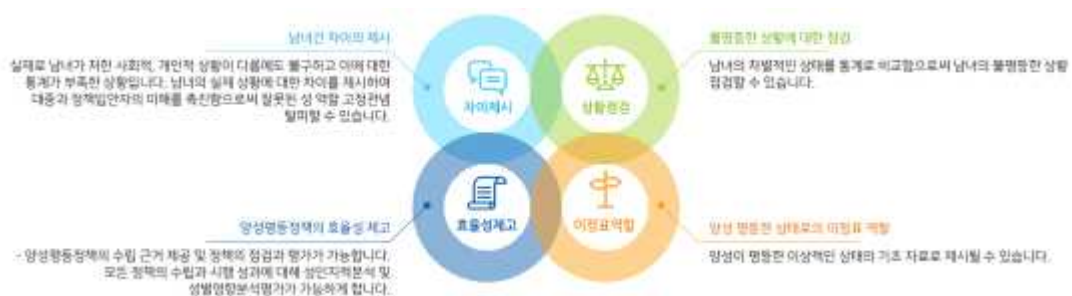 남녀간 차이의 제시
실제로 남녀가 처한 사회적, 개인적 상황이 다름에도 불구하고 이에 대한
통계가 부족한 상황입니다. 남녀의 실제 상황에 대한 차이를 제시하여
대중과 정책입안자의 이해를 촉진함으로써 잘못된 성 역할 고정관념
탈피할 수 있습니다.
차이제시
불평등한 상황에 대한 점검
남녀의 차별적인 상태를 통계로 비교함으로써 남녀의 불평등한 상황
점검할 수 있습니다.
상황점검
양성평등정책의 효율성 제고
- 양성평등정책의 수립 근거 제공 및 정책의 점검과 평가가 가능합니다.
모든 정책의 수립과 시행 성과에 대해 성인지적분석 및
성별영향분석평가가 가능하게 합니다.
효율성제고
양성 평등한 상태로의 이정표 역할
양성이 평등한 이상적인 상태의 기초 자료로 제시될 수 있습니다.
이정표역할